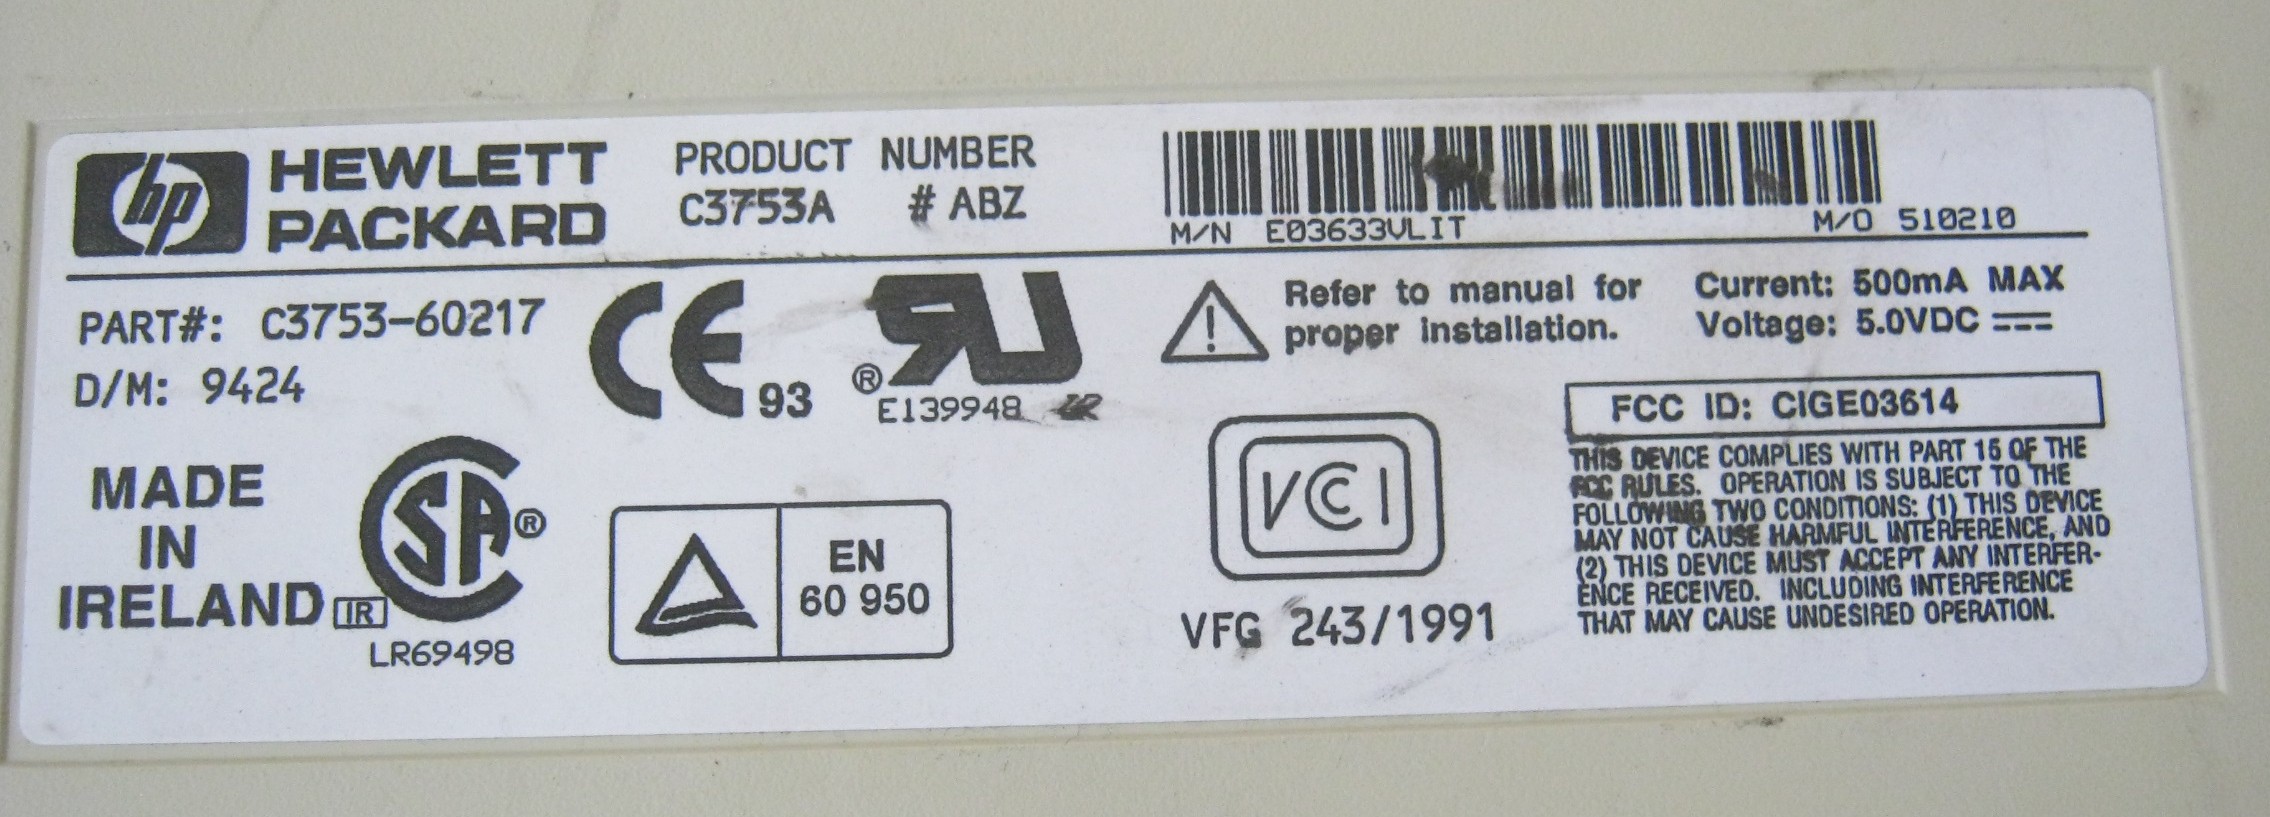 hp HEWLETT
PACKARD
PRODUCT NUMBER
C3753A # ABZ
M/N E03633VLIT M/O 510210
PART#: C3753-60217
D/M: 9424
CE 93
RU ®
E139948
Refer to manual for
proper installation.
Current: 500mA MAX
Voltage: 5.0VDC
FCC ID: CIGE03614
THIS DEVICE COMPLIES WITH PART 15 OF THE
FCC RULES. OPERATION IS SUBJECT TO THE
FOLLOWING TWO CONDITIONS: (1) THIS DEVICE
MAY NOT CAUSE HARMFUL INTERFERENCE, AND
(2) THIS DEVICE MUST ACCEPT ANY INTERFER-
ENCE RECEIVED. INCLUDING INTERFERENCE
THAT MAY CAUSE UNDESIRED OPERATION.
MADE
IN
IRELAND IR
SA ®
LR69498
EN
60 950
VCCI
VFG 243/1991